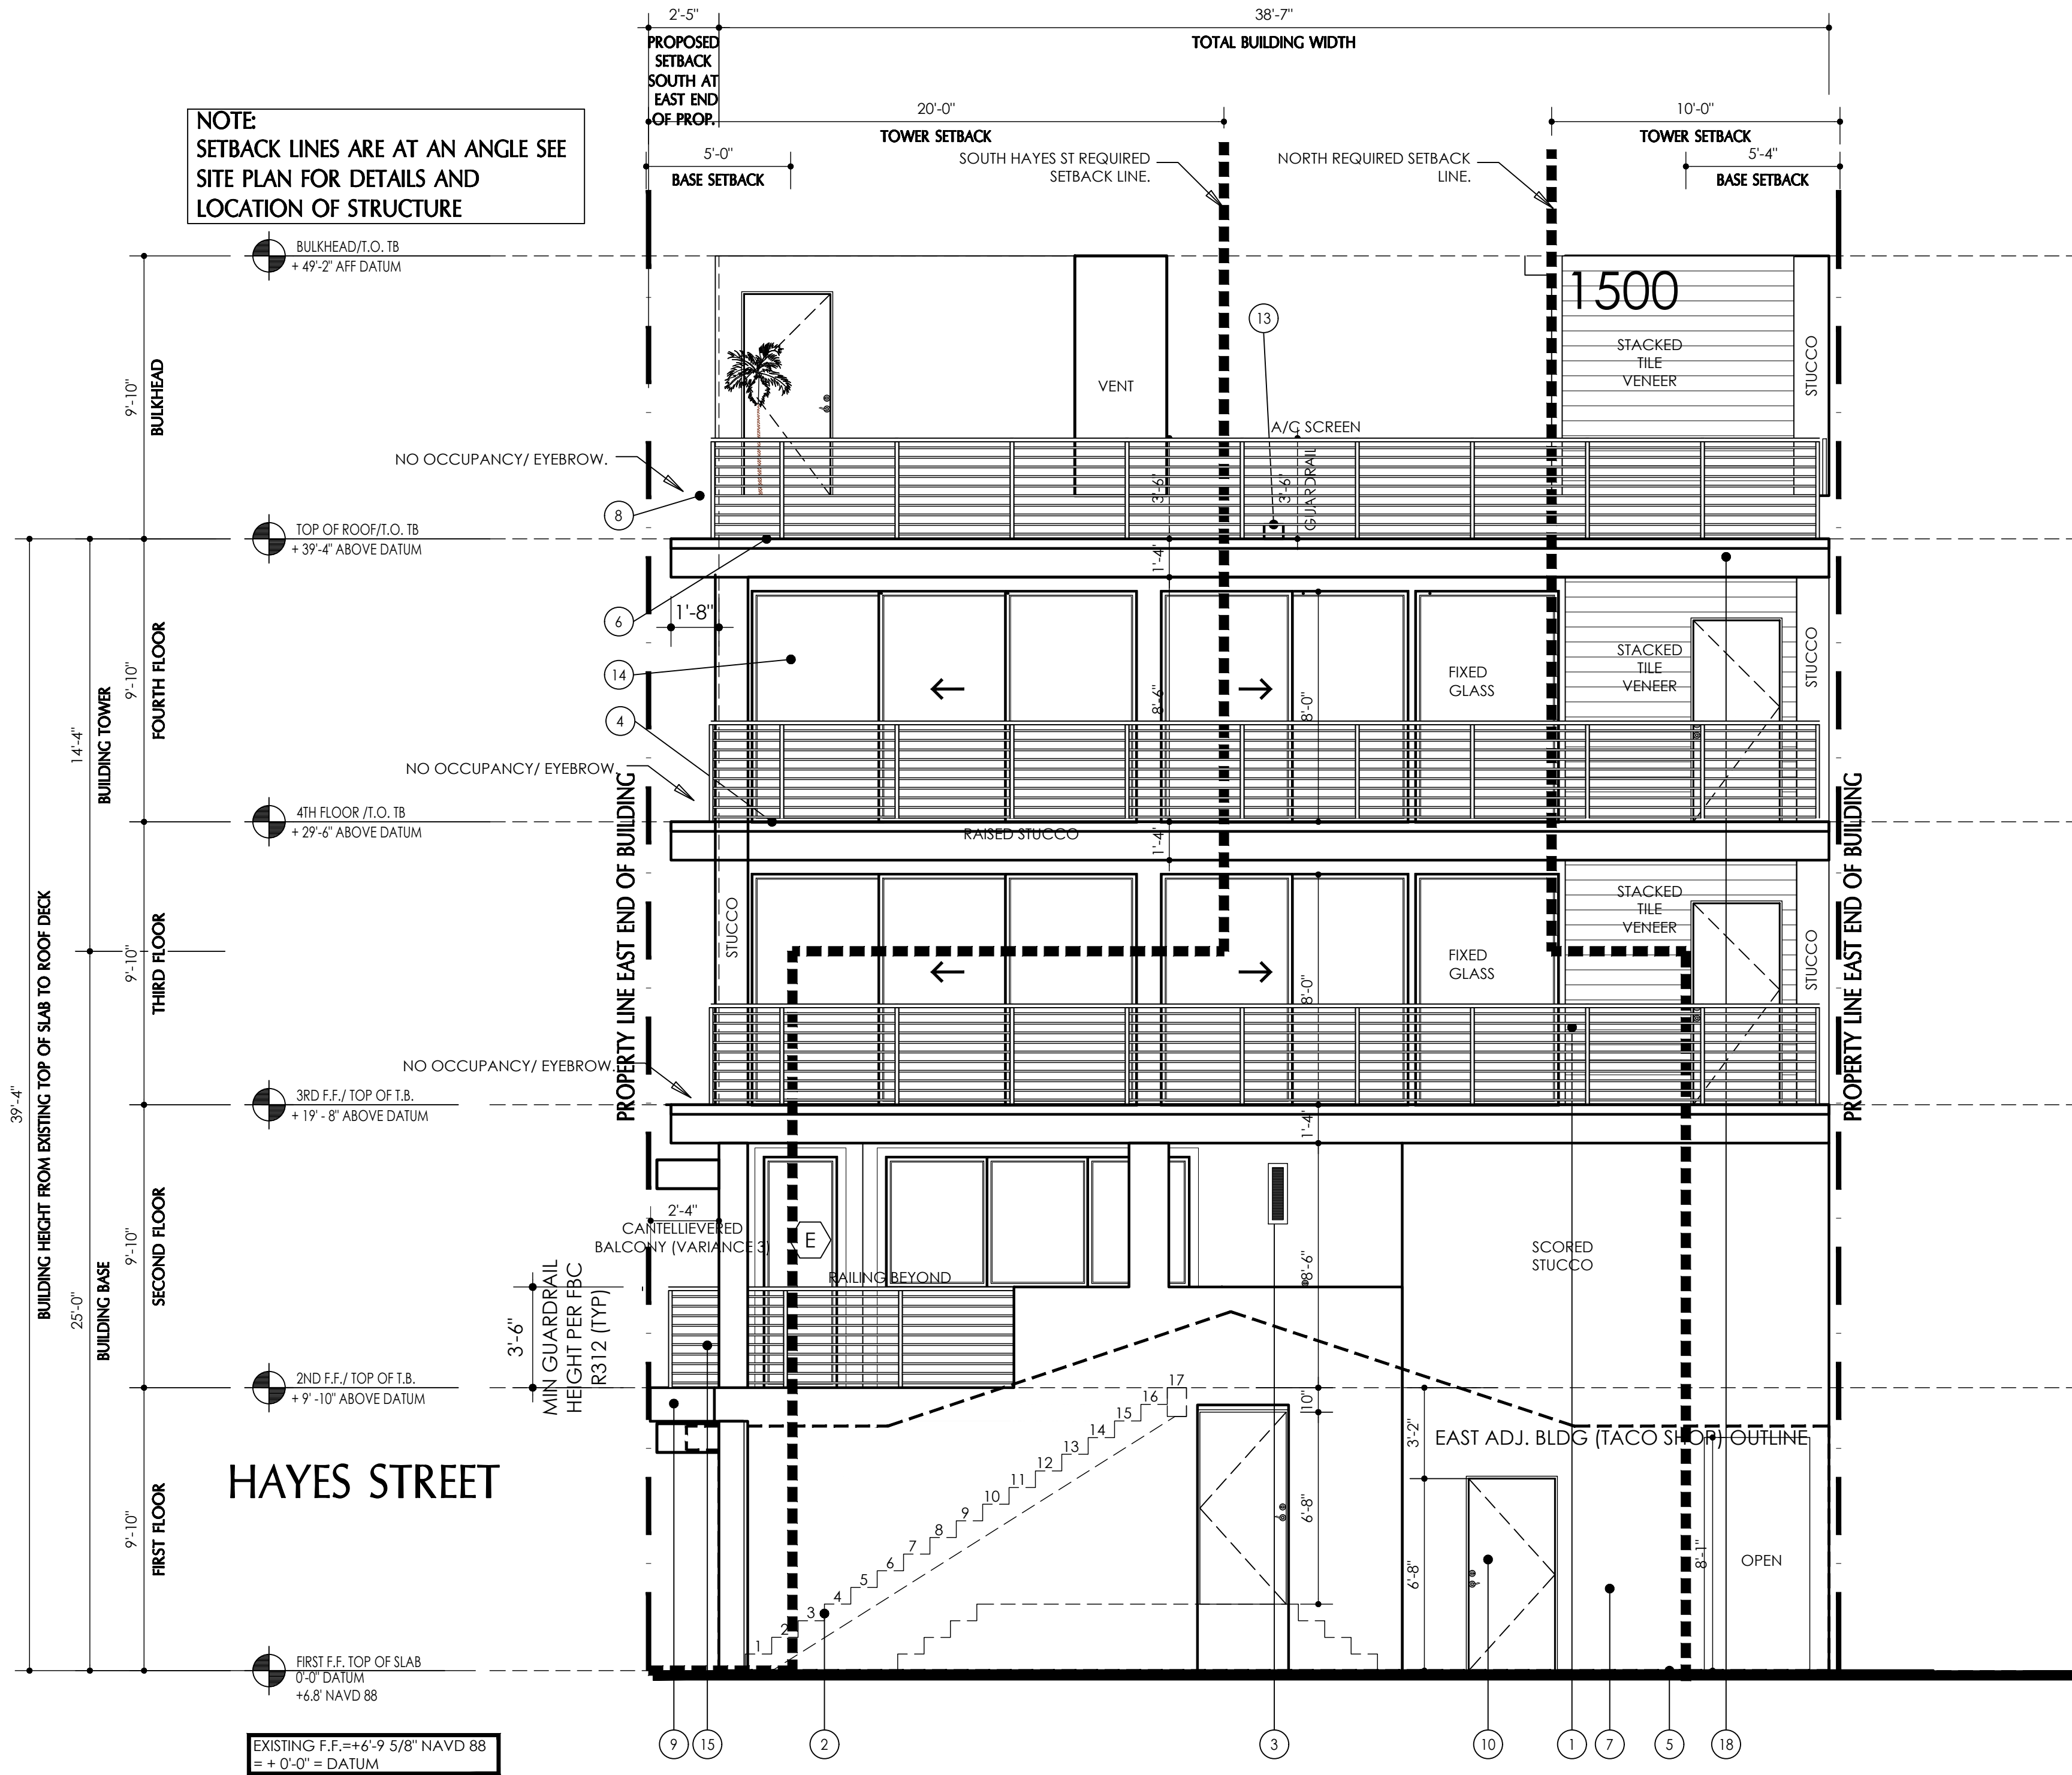 2'-5"
38'-7"
PROPOSED
SETBACK
SOUTH AT
EAST END
OF PROP.
TOTAL BUILDING WIDTH
20'-0"
TOWER SETBACK
10'-0"
TOWER SETBACK
5'-0"
BASE SETBACK
SOUTH HAYES ST REQUIRED
SETBACK LINE.
NORTH REQUIRED SETBACK
LINE.
5'-4"
BASE SETBACK
NOTE:
SETBACK LINES ARE AT AN ANGLE SEE
SITE PLAN FOR DETAILS AND
LOCATION OF STRUCTURE
BULKHEAD/T.O. TB
+ 49'-2" AFF DATUM
1500
13
STACKED
TILE
VENEER
STUCCO
VENT
9'-10"
BULKHEAD
A/C SCREEN
NO OCCUPANCY/ EYEBROW.
3'-6"
3'-6"
GUARDRAIL
8
TOP OF ROOF/T.O. TB
+ 39'-4" ABOVE DATUM
1'-4"
1'-8"
6
14
4
FIXED
GLASS
STACKED
TILE
VENEER
STUCCO
8'-6"
8'-0"
9'-10"
FOURTH FLOOR
14'-4"
BUILDING TOWER
NO OCCUPANCY/ EYEBROW.
4TH FLOOR /T.O. TB
+ 29'-6" ABOVE DATUM
RAISED STUCCO
1'-4"
PROPERTY LINE EAST END OF BUILDING
PROPERTY LINE EAST END OF BUILDING
STUCCO
STACKED
TILE
VENEER
FIXED
GLASS
STUCCO
8'-0"
9'-10"
THIRD FLOOR
39'-4"
BUILDING HEIGHT FROM EXISTING TOP OF SLAB TO ROOF DECK
NO OCCUPANCY/ EYEBROW.
3RD F.F./ TOP OF T.B.
+ 19' - 8" ABOVE DATUM
1'-4"
2'-4"
CANTELLIEVERED
BALCONY (VARIANCE 3)
E
RAILING BEYOND
8'-6"
SCORED
STUCCO
9'-10"
SECOND FLOOR
25'-0"
BUILDING BASE
3'-6"
MIN GUARDRAIL
HEIGHT PER FBC
R312 (TYP)
2ND F.F./ TOP OF T.B.
+ 9' -10" ABOVE DATUM
17
16
15
14
13
12
11
10
9
8
7
6
5
4
3
2
1
10"
3'-2"
EAST ADJ. BLDG (TACO SHOP) OUTLINE
HAYES STREET
6'-8"
6'-8"
8'-1"
OPEN
9'-10"
FIRST FLOOR
FIRST F.F. TOP OF SLAB
0'-0" DATUM
+6.8' NAVD 88
EXISTING F.F.=+6'-9 5/8" NAVD 88
= + 0'-0" = DATUM
9
15
2
3
10
1
7
5
18